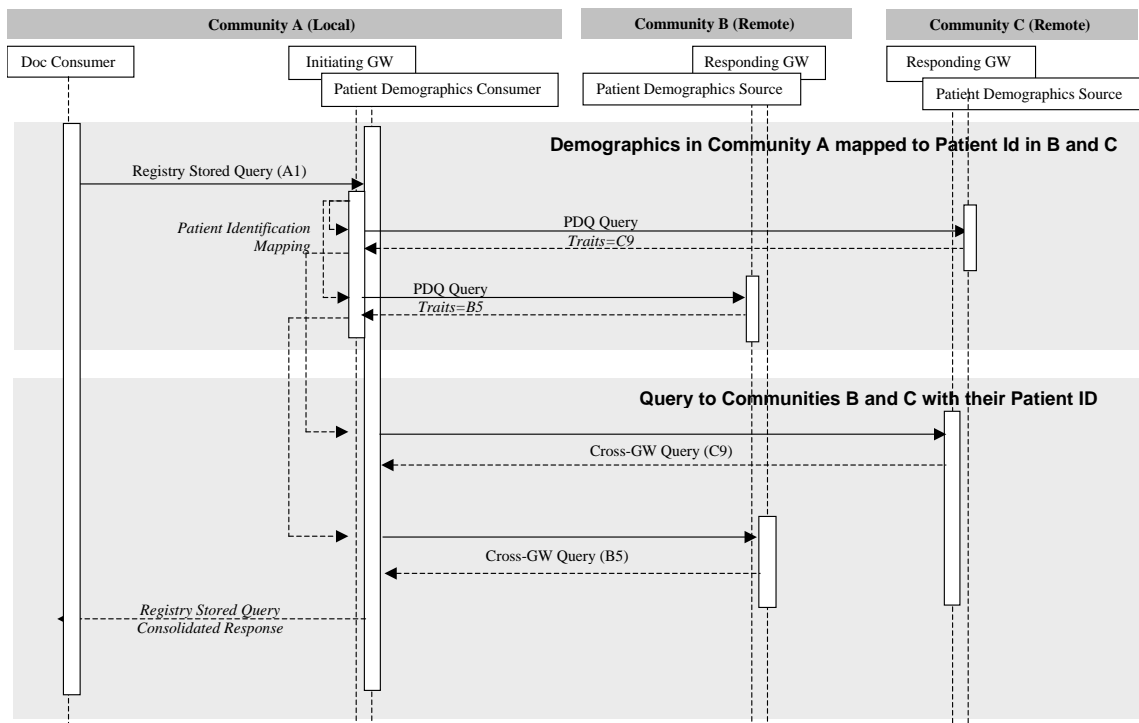 Community A (Local)
Community B (Remote)
Community C (Remote)
Doc Consumer
Initiating GW
Responding GW
Responding GW
Patient Demographics Consumer
Patient Demographics Source
Patient Demographics Source
Demographics in Community A mapped to Patient Id in B and C
Registry Stored Query (A1)
Patient Identification
Mapping
PDQ Query
Traits=C9
PDQ Query
Traits=B5
Query to Communities B and C with their Patient ID
Cross-GW Query (C9)
Cross-GW Query (B5)
Registry Stored Query
Consolidated Response